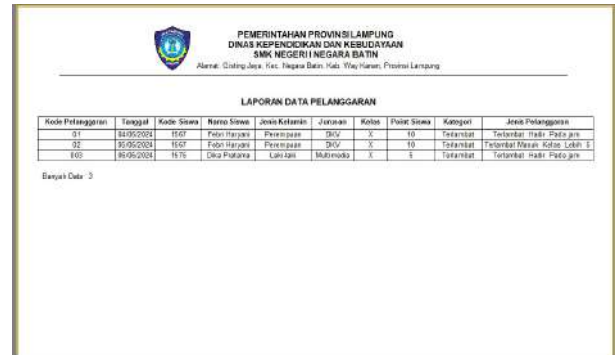 PEMERINTAHAN PROVINSI LAMPUNG
DINAS KEPENDIDIKAN DAN KEBUDAYAAN
SMK NEGERI I NEGARA BATIN
Alamat: Gisting Jaya, Kec. Negara Batin, Kab. Way Kanan, Provinsi Lampung
LAPORAN DATA PELANGGARAN
Kode Pelanggaran Tanggal Kode Siswa Nama Siswa Jenis Kelamin Jurusan Kelas Point Siswa Kategori Jenis Pelanggaran
01 04/05/2024 1567 Febri Haryani Perempuan DKV X 10 Terlambat Terlambat Hadir Pada jam
02 05/05/2024 1567 Febri Haryani Perempuan DKV X 10 Terlambat Terlambat Masuk Kelas Lebih 5
003 06/05/2024 1575 Dika Pratama Laki-laki Multimedia X 5 Terlambat Terlambat Hadir Pada jam
Banyak Data : 3